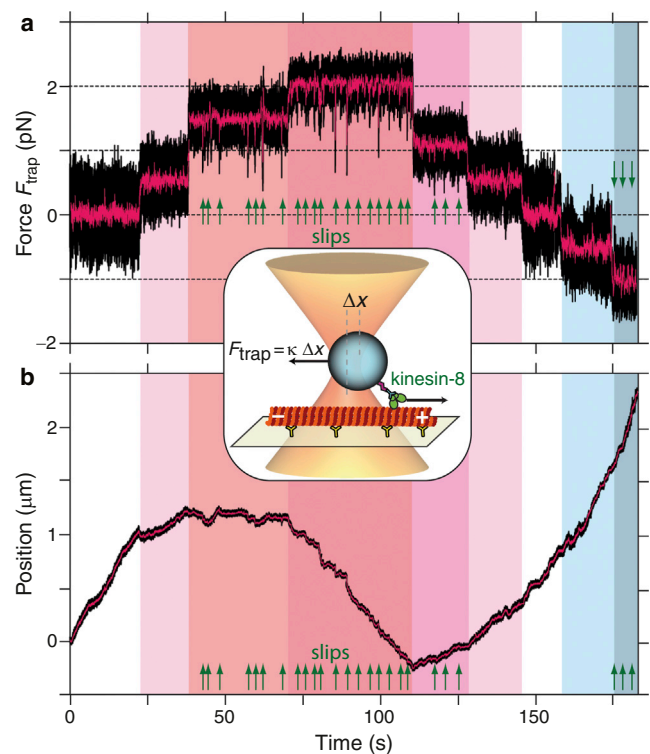 a
Force F_trap (pN)
2
1
0
−1
−2
slips
Δx
F_trap = κ Δx
kinesin-8
−
+
b
Position (μm)
2
1
0
slips
0
50
100
150
Time (s)